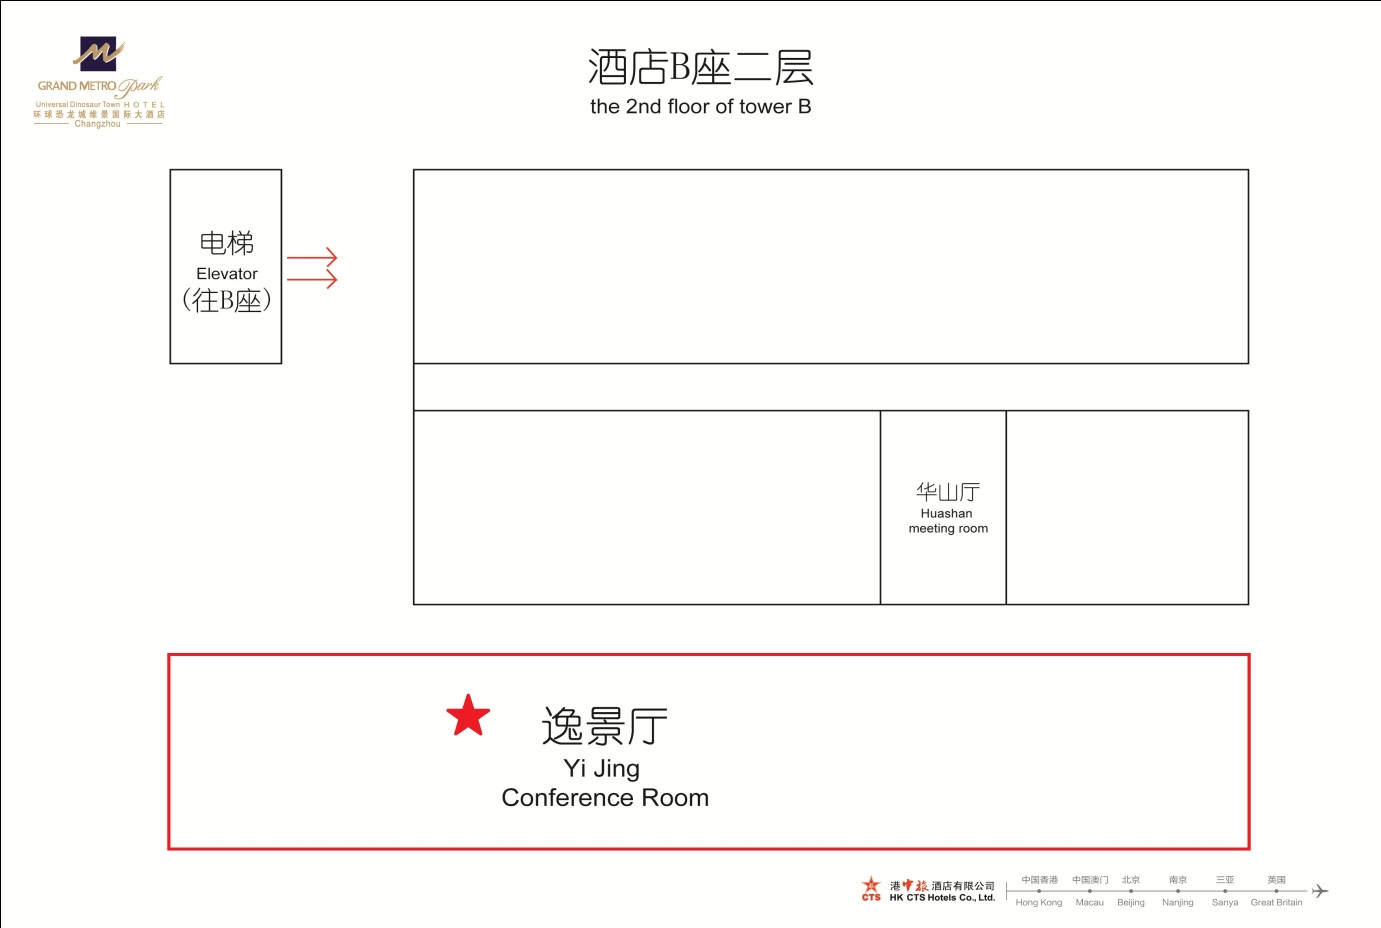 GRAND METRO Park
Universal Dinosaur Town HOTEL
环球恐龙城维景国际大酒店
Changzhou
酒店B座二层
the 2nd floor of tower B
电梯
Elevator
（往B座）
华山厅
Huashan
meeting room
逸景厅
Yi Jing
Conference Room
CTS
港中旅酒店有限公司
HK CTS Hotels Co., Ltd.
中国香港 中国澳门 北京 南京 三亚 英国
Hong Kong Macau Beijing Nanjing Sanya Great Britain